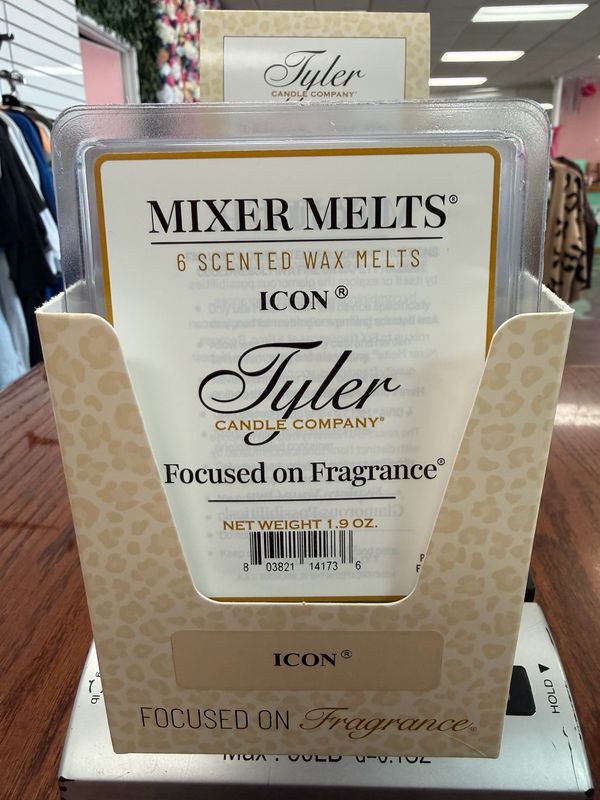 Tyler
CANDLE COMPANY®
MIXER MELTS®
6 SCENTED WAX MELTS
ICON®
Tyler
CANDLE COMPANY®
Focused on Fragrance®
NET WEIGHT 1.9 OZ.
8 03821 14173 6
ICON®
FOCUSED ON Fragrance®
HOLD